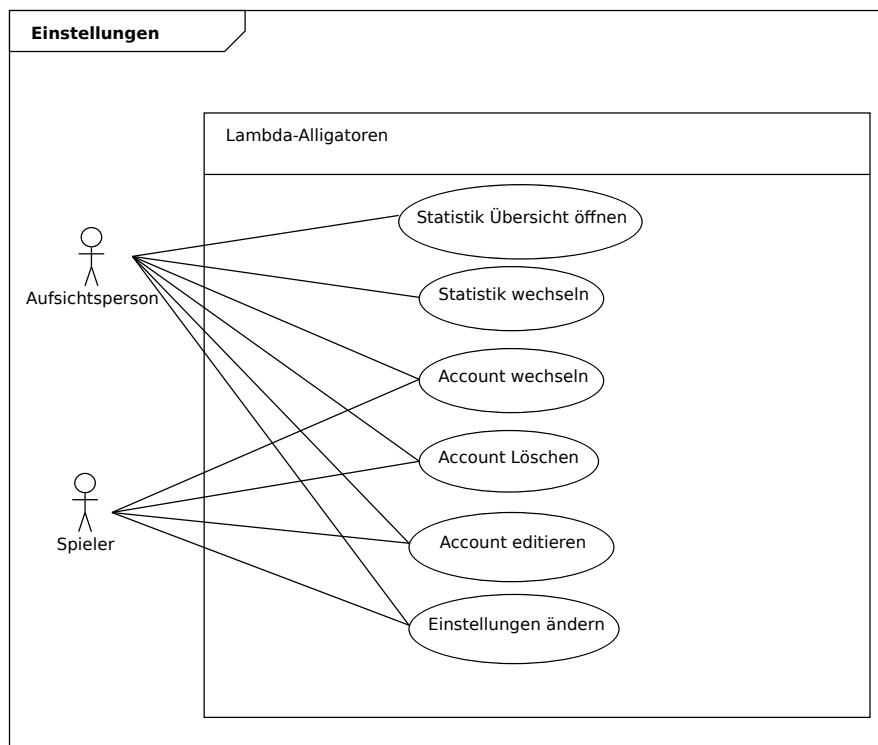 Einstellungen
Lambda-Alligatoren
Statistik Übersicht öffnen
Aufsichtsperson
Statistik wechseln
Account wechseln
Account Löschen
Spieler
Account editieren
Einstellungen ändern